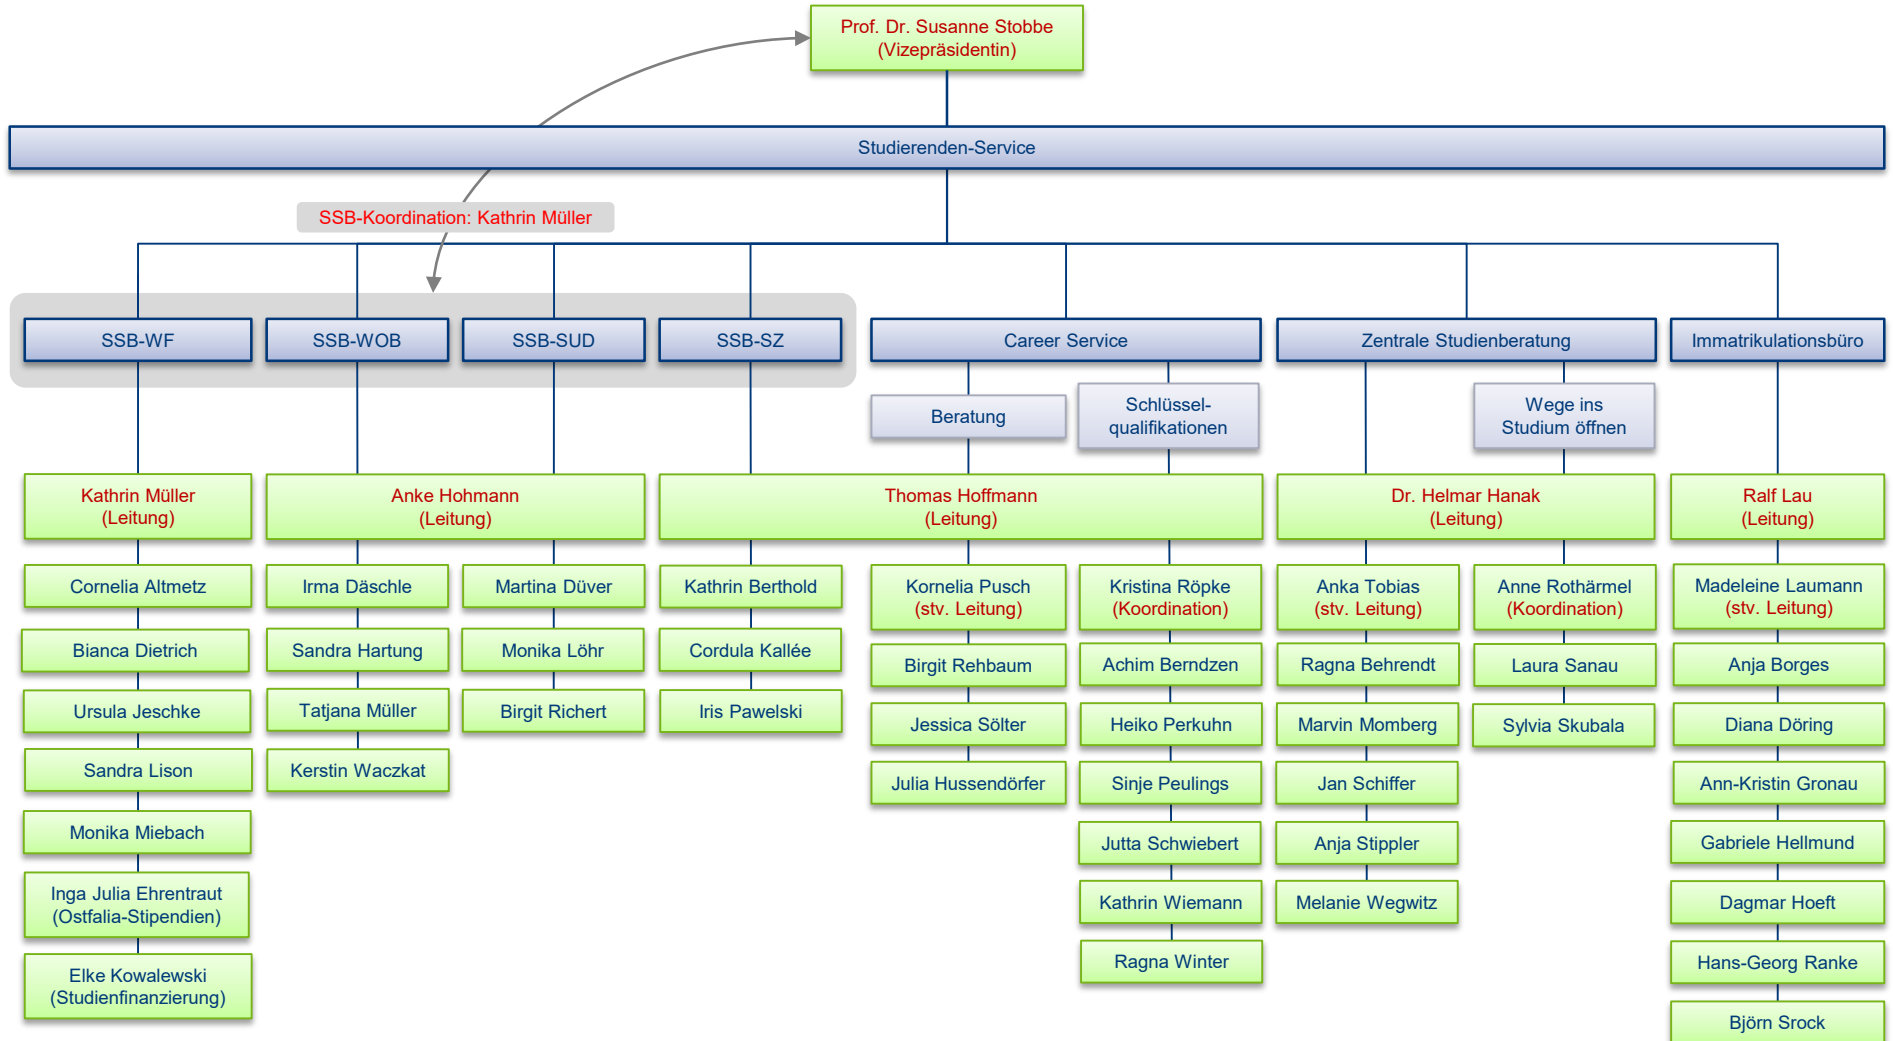 Prof. Dr. Susanne Stobbe
(Vizepräsidentin)
Studierenden-Service
SSB-Koordination: Kathrin Müller
SSB-WF
SSB-WOB
SSB-SUD
SSB-SZ
Career Service
Zentrale Studienberatung
Immatrikulationsbüro
Beratung
Schlüssel-
qualifikationen
Wege ins
Studium öffnen
Kathrin Müller
(Leitung)
Anke Hohmann
(Leitung)
Thomas Hoffmann
(Leitung)
Dr. Helmar Hanak
(Leitung)
Ralf Lau
(Leitung)
Cornelia Altmetz
Bianca Dietrich
Ursula Jeschke
Sandra Lison
Monika Miebach
Inga Julia Ehrentraut
(Ostfalia-Stipendien)
Elke Kowalewski
(Studienfinanzierung)
Irma Däschle
Sandra Hartung
Tatjana Müller
Kerstin Waczkat
Martina Düver
Monika Löhr
Birgit Richert
Kathrin Berthold
Cordula Kallée
Iris Pawelski
Kornelia Pusch
(stv. Leitung)
Birgit Rehbaum
Jessica Sölter
Julia Hussendörfer
Kristina Röpke
(Koordination)
Achim Berndzen
Heiko Perkuhn
Sinje Peulings
Jutta Schwiebert
Kathrin Wiemann
Ragna Winter
Anka Tobias
(stv. Leitung)
Ragna Behrendt
Marvin Momberg
Jan Schiffer
Anja Stippler
Melanie Wegwitz
Anne Rothärmel
(Koordination)
Laura Sanau
Sylvia Skubala
Madeleine Laumann
(stv. Leitung)
Anja Borges
Diana Döring
Ann-Kristin Gronau
Gabriele Hellmund
Dagmar Hoeft
Hans-Georg Ranke
Björn Srock